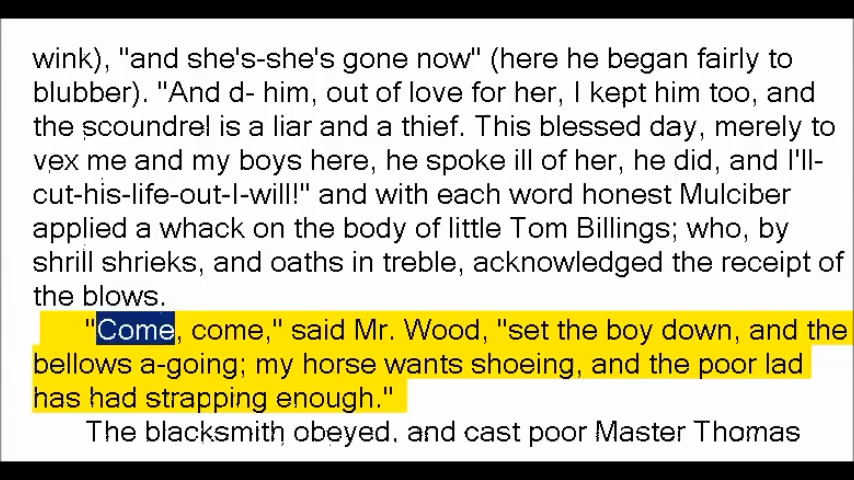 wink), "and she's-she's gone now" (here he began fairly to
blubber). "And d- him, out of love for her, I kept him too, and
the scoundrel is a liar and a thief. This blessed day, merely to
vex me and my boys here, he spoke ill of her, he did, and I'll-
cut-his-life-out-I-will!" and with each word honest Mulciber
applied a whack on the body of little Tom Billings; who, by
shrill shrieks, and oaths in treble, acknowledged the receipt of
the blows.
"Come, come," said Mr. Wood, "set the boy down, and the
bellows a-going; my horse wants shoeing, and the poor lad
has had strapping enough."
The blacksmith obeyed, and cast poor Master Thomas